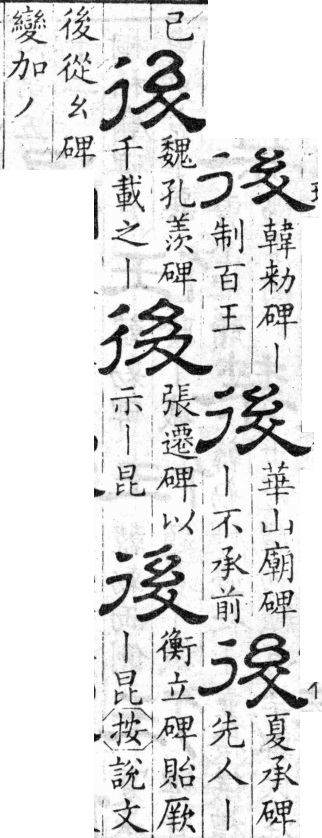 後
韓勑碑丨
制百王
後
華山廟碑
丨不承前
後
夏承碑
先人丨
已
後
魏孔羨碑
千載之丨
後
張遷碑以
示丨昆
後
衡立碑貽厥
丨昆按說文
後從幺碑
變加丿